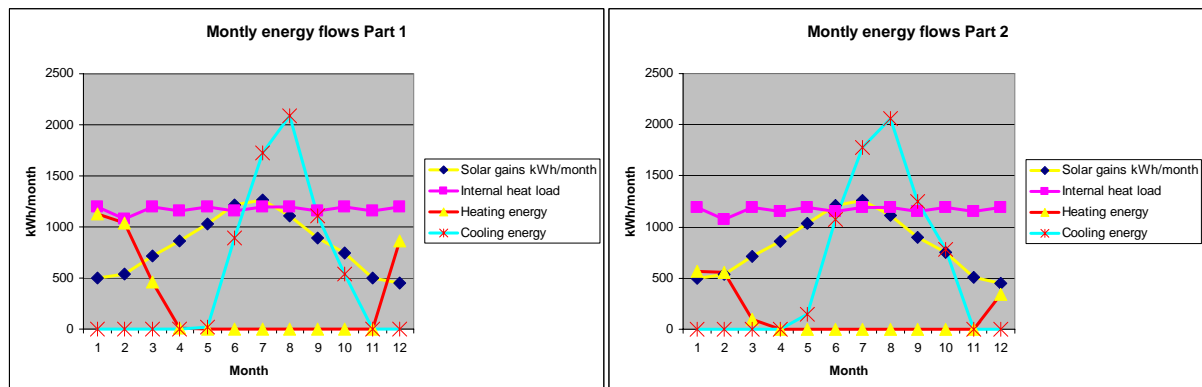 Montly energy flows Part 1
2500
2000
1500
1000
500
0
kWh/month
1 2 3 4 5 6 7 8 9 10 11 12
Month
Solar gains kWh/month
Internal heat load
Heating energy
Cooling energy
Montly energy flows Part 2
2500
2000
1500
1000
500
0
kWh/month
1 2 3 4 5 6 7 8 9 10 11 12
Month
Solar gains kWh/month
Internal heat load
Heating energy
Cooling energy